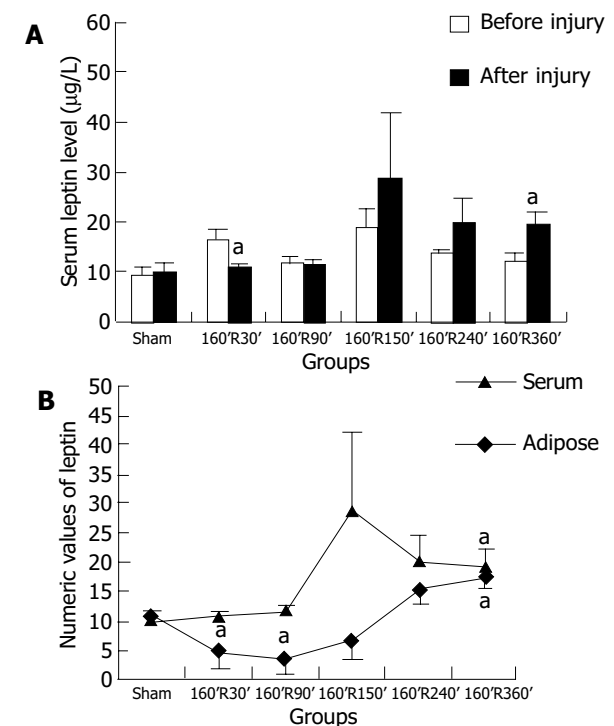 A
Before injury
After injury
Serum leptin level (μg/L)
60
50
40
30
20
10
0
a
a
Sham 160'R30' 160'R90' 160'R150' 160'R240' 160'R360'
Groups
B
Serum
Adipose
Numeric values of leptin
50
45
40
35
30
25
20
15
10
5
0
a
a
a
a
Sham 160'R30' 160'R90' 160'R150' 160'R240' 160'R360'
Groups